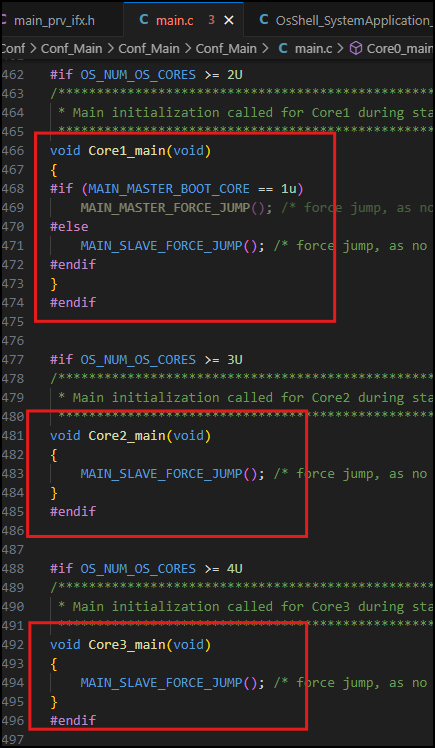 main_prv_ifx.h
main.c 3
OsShell_SystemApplication_
Conf > Conf_Main > Conf_Main > Conf_Main > main.c > Core0_main
462 #if OS_NUM_OS_CORES >= 2U
463 /**************************************************
464 * Main initialization called for Core1 during sta
465 **************************************************
466 void Core1_main(void)
467 {
468 #if (MAIN_MASTER_BOOT_CORE == 1u)
469 MAIN_MASTER_FORCE_JUMP(); /* force jump, as no
470 #else
471 MAIN_SLAVE_FORCE_JUMP(); /* force jump, as no
472 #endif
473 }
474 #endif
475
476
477 #if OS_NUM_OS_CORES >= 3U
478 /**************************************************
479 * Main initialization called for Core2 during sta
480 **************************************************
481 void Core2_main(void)
482 {
483 MAIN_SLAVE_FORCE_JUMP(); /* force jump, as no
484 }
485 #endif
486
487
488 #if OS_NUM_OS_CORES >= 4U
489 /**************************************************
490 * Main initialization called for Core3 during sta
491 **************************************************
492 void Core3_main(void)
493 {
494 MAIN_SLAVE_FORCE_JUMP(); /* force jump, as no
495 }
496 #endif
497